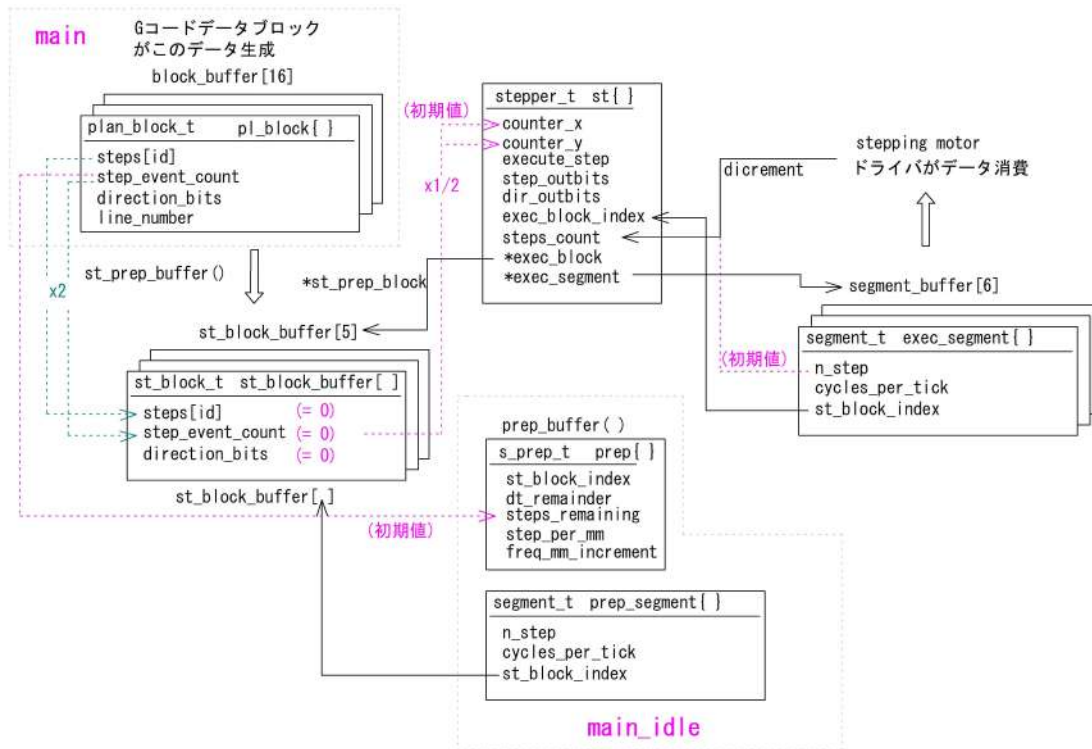 main
Gコードデータブロック
がこのデータ生成
block_buffer[16]
plan_block_t pl_block{ }
steps[id]
step_event_count
direction_bits
line_number
st_prep_buffer()
x2
*st_prep_block
st_block_buffer[5]
st_block_t st_block_buffer[ ]
steps[id] (= 0)
step_event_count (= 0)
direction_bits (= 0)
st_block_buffer[ ]
(初期値)
x1/2
stepper_t st{ }
counter_x
counter_y
execute_step
step_outbits
dir_outbits
exec_block_index
steps_count
*exec_block
*exec_segment
dicrement
stepping motor
ドライバがデータ消費
segment_buffer[6]
segment_t exec_segment{ }
n_step
cycles_per_tick
st_block_index
(初期値)
prep_buffer( )
s_prep_t prep{ }
st_block_index
dt_remainder
steps_remaining
step_per_mm
freq_mm_increment
(初期値)
segment_t prep_segment{ }
n_step
cycles_per_tick
st_block_index
main_idle